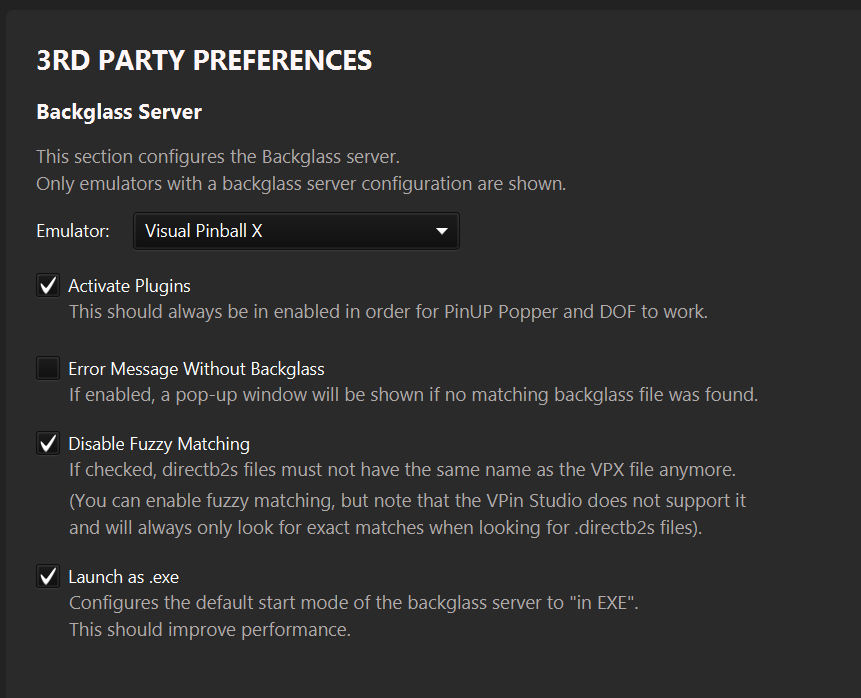 3RD PARTY PREFERENCES
Backglass Server
This section configures the Backglass server.
Only emulators with a backglass server configuration are shown.
Emulator: Visual Pinball X
Activate Plugins
This should always be in enabled in order for PinUP Popper and DOF to work.
Error Message Without Backglass
If enabled, a pop-up window will be shown if no matching backglass file was found.
Disable Fuzzy Matching
If checked, directb2s files must not have the same name as the VPX file anymore.
(You can enable fuzzy matching, but note that the VPin Studio does not support it
and will always only look for exact matches when looking for .directb2s files).
Launch as .exe
Configures the default start mode of the backglass server to "in EXE".
This should improve performance.